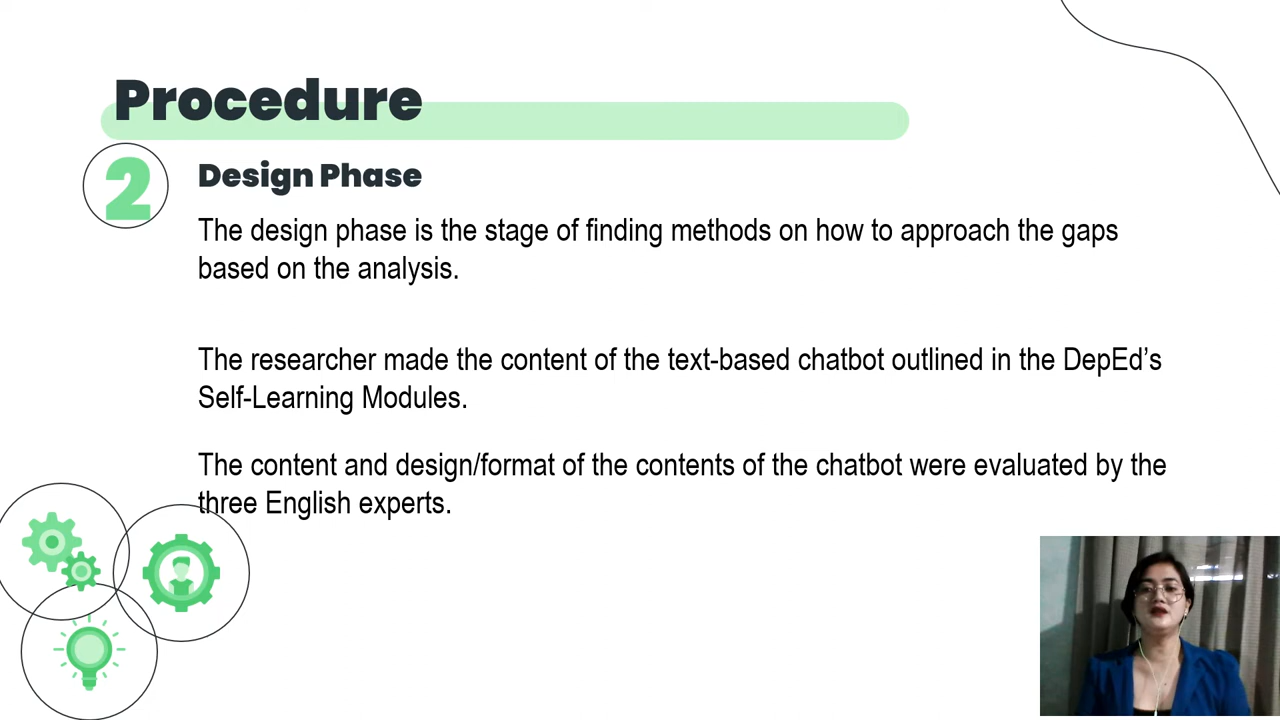 Procedure
2
Design Phase
The design phase is the stage of finding methods on how to approach the gaps
based on the analysis.
The researcher made the content of the text-based chatbot outlined in the DepEd’s
Self-Learning Modules.
The content and design/format of the contents of the chatbot were evaluated by the
three English experts.